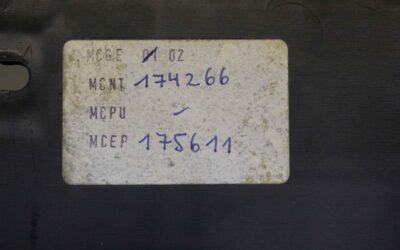 MCGE 01 02
MCNT 174266
MCPU -
MCEP 175611